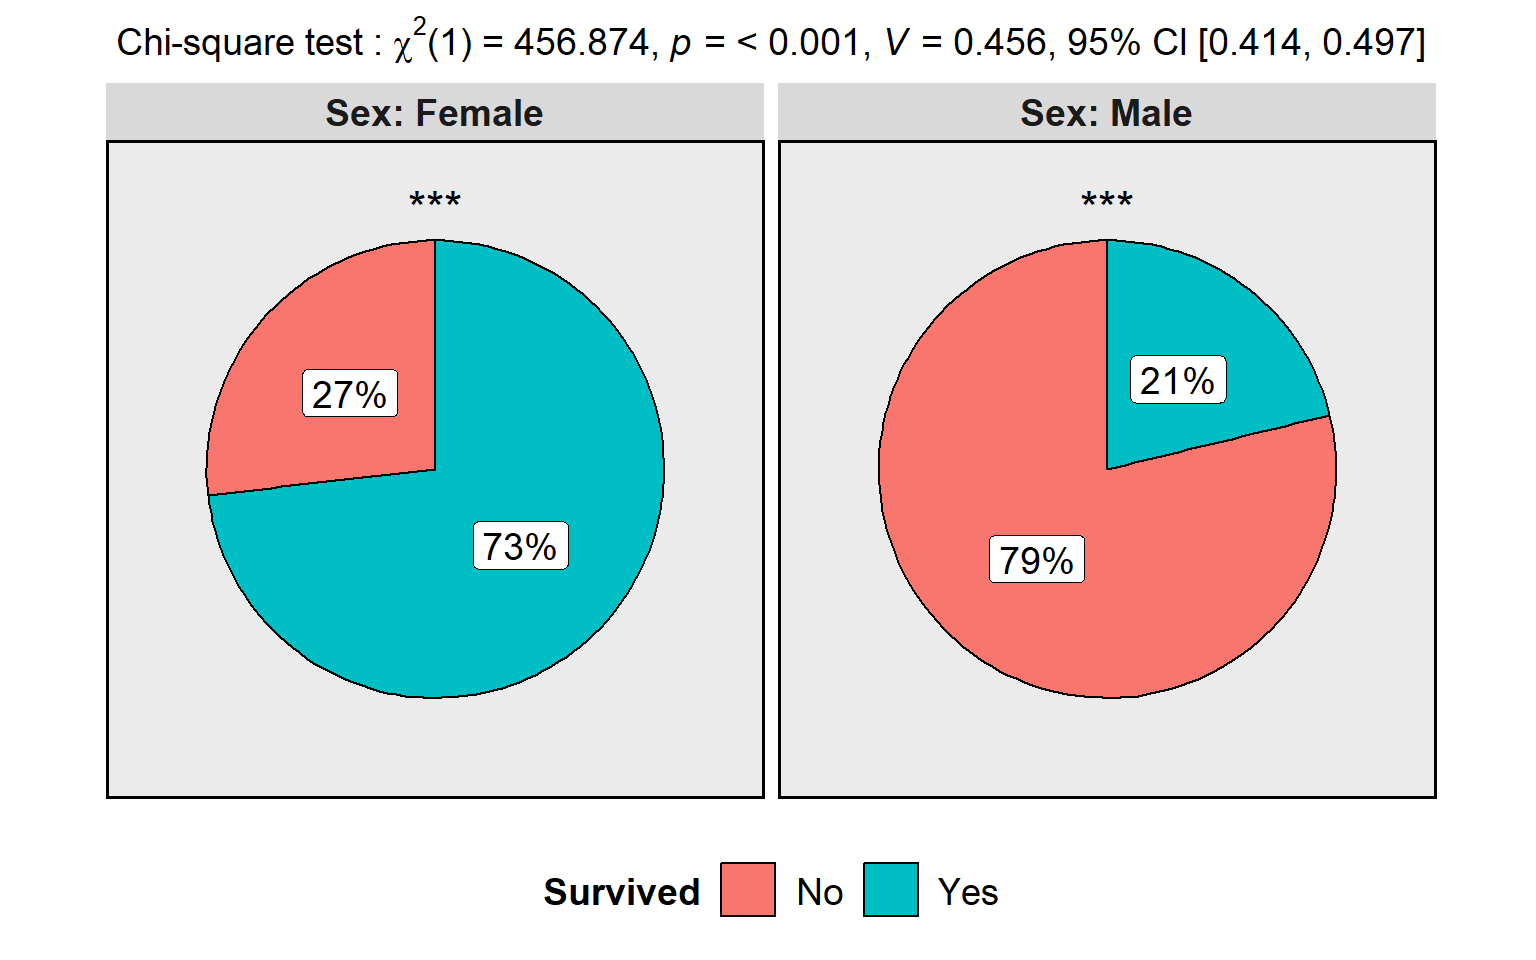 Chi-square test : χ²(1) = 456.874, p = < 0.001, V = 0.456, 95% CI [0.414, 0.497]
Sex: Female
Sex: Male
***
***
27%
73%
21%
79%
Survived No Yes